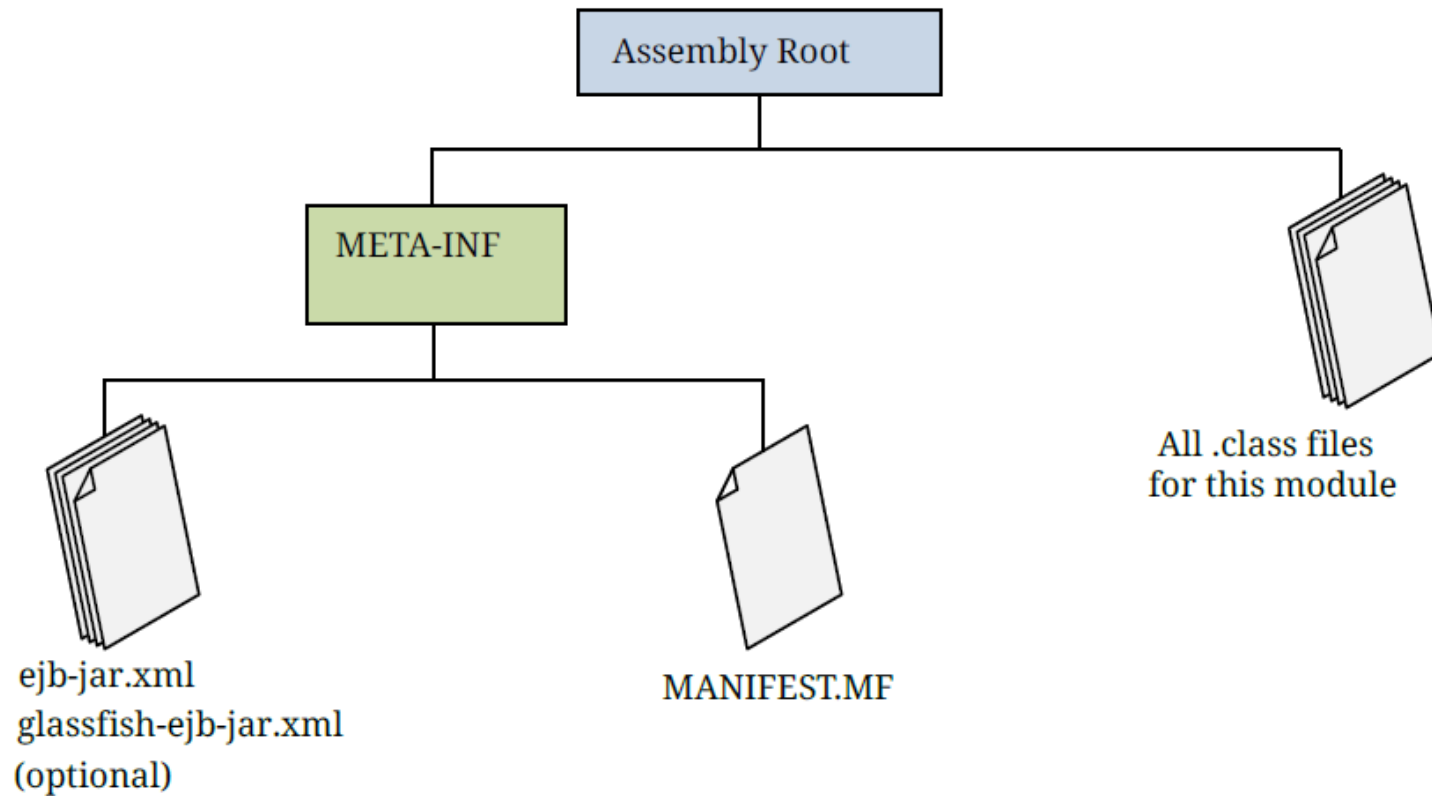 Assembly Root
META-INF
All .class files
for this module
ejb-jar.xml
glassfish-ejb-jar.xml
(optional)
MANIFEST.MF